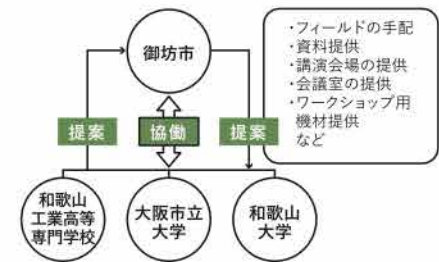 御坊市
・フィールドの手配
・資料提供
・講演会場の提供
・会議室の提供
・ワークショップ用
機材提供
など
提案
協働
提案
和歌山
工業高等
専門学校
大阪市立
大学
和歌山
大学